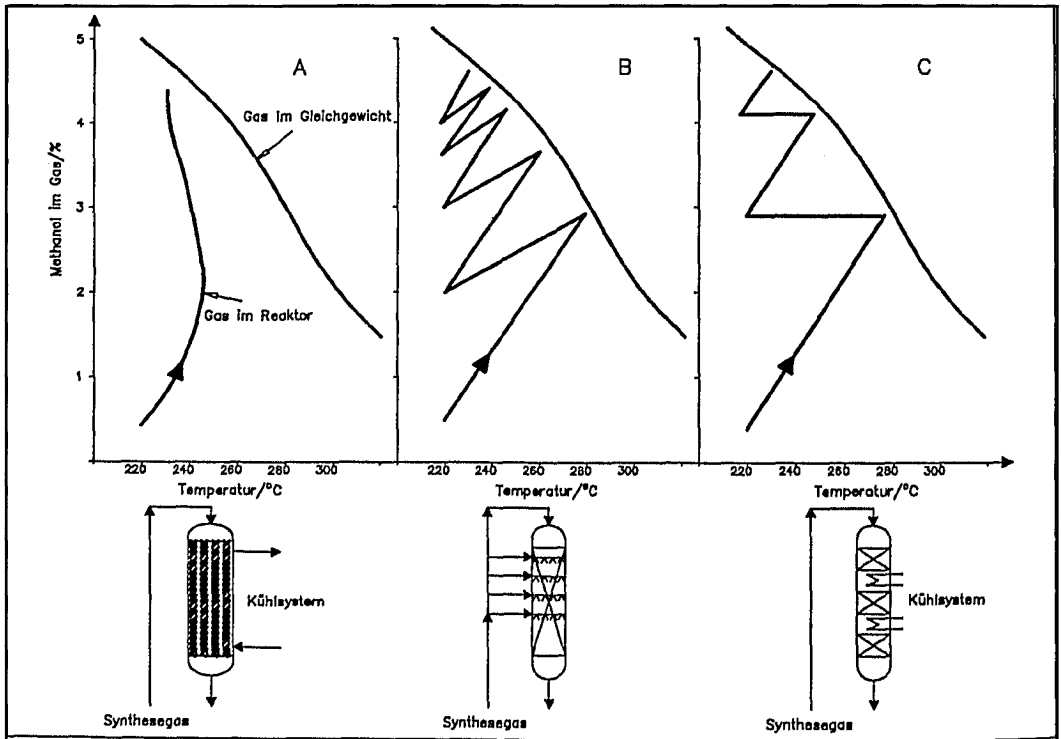 Methanol im Gas/%
5
4
3
2
1
A
Gas im Gleichgewicht
Gas im Reaktor
B
C
220 240 260 280 300
220 240 260 280 300
220 240 260 280 300
Temperatur/°C
Temperatur/°C
Temperatur/°C
Kühlsystem
Kühlsystem
Synthesegas
Synthesegas
Synthesegas